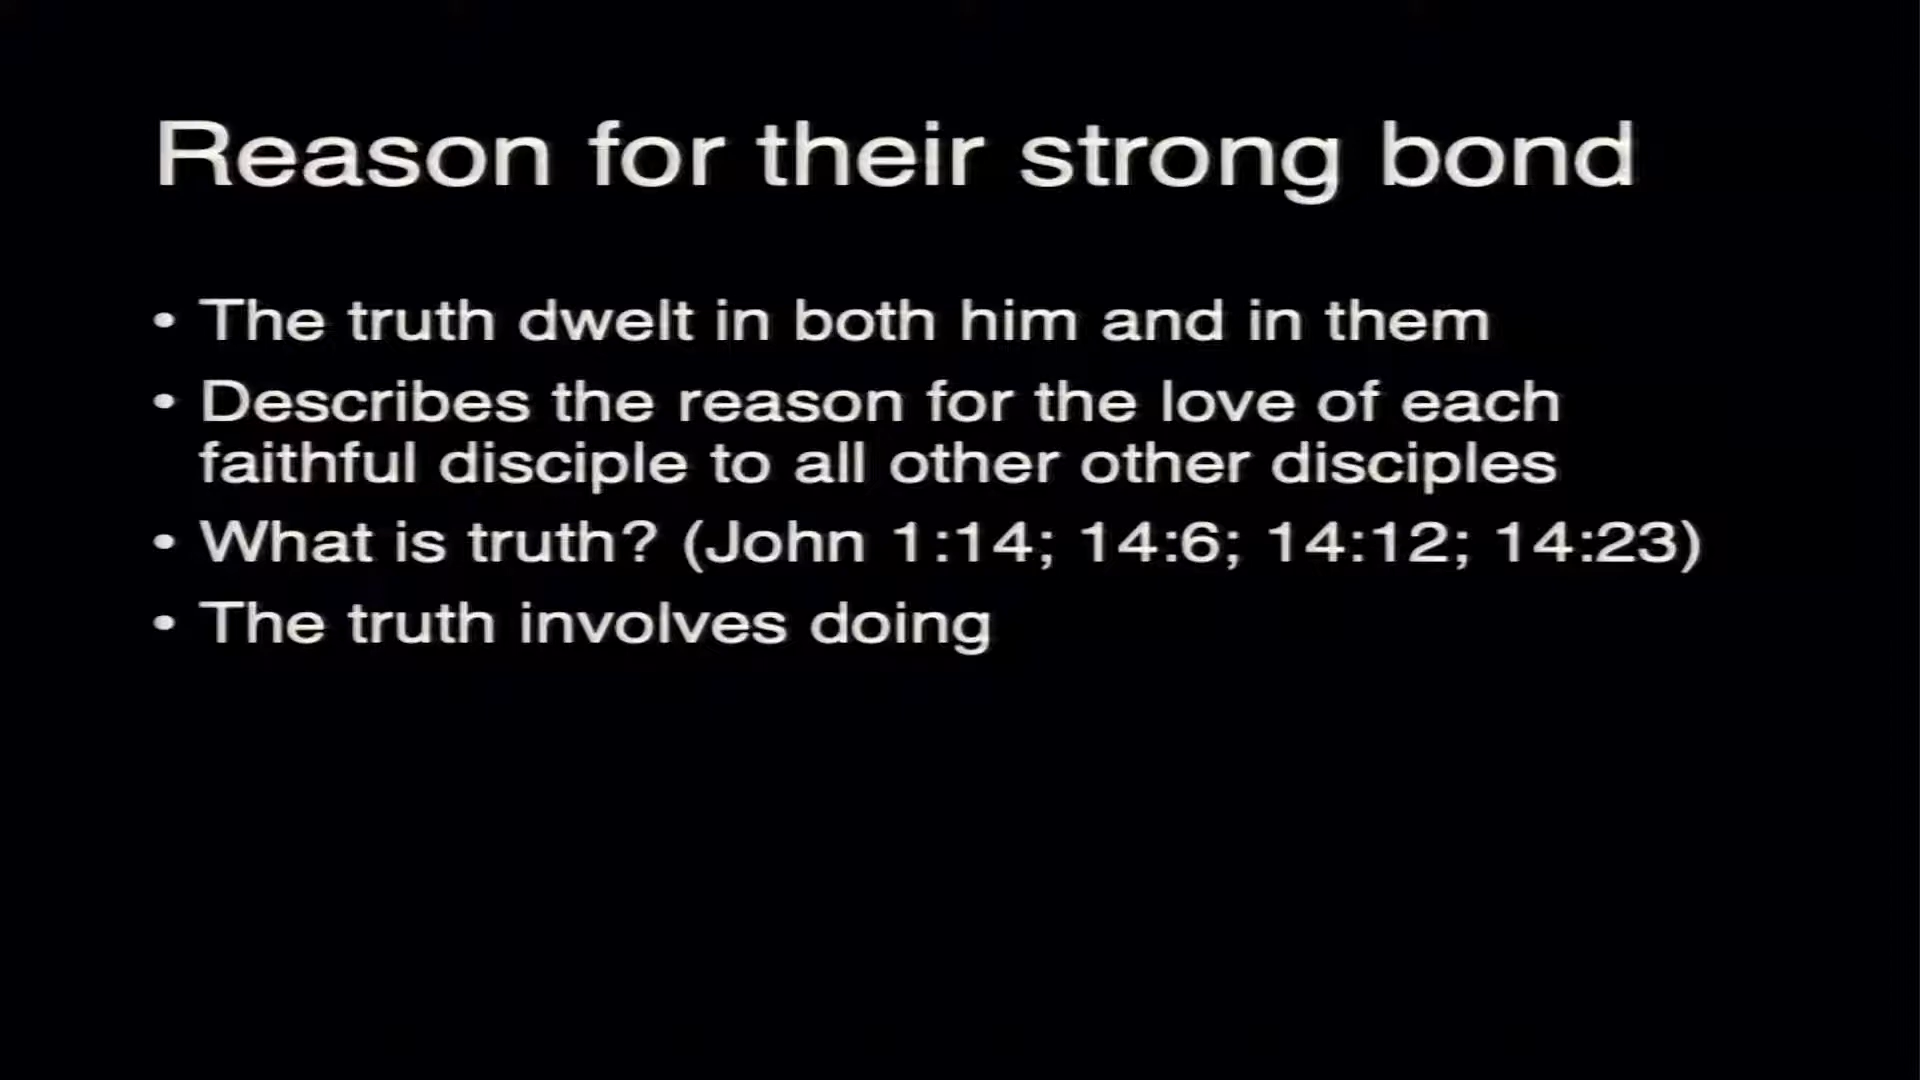 Reason for their strong bond
• The truth dwelt in both him and in them
• Describes the reason for the love of each
faithful disciple to all other other disciples
• What is truth? (John 1:14; 14:6; 14:12; 14:23)
• The truth involves doing